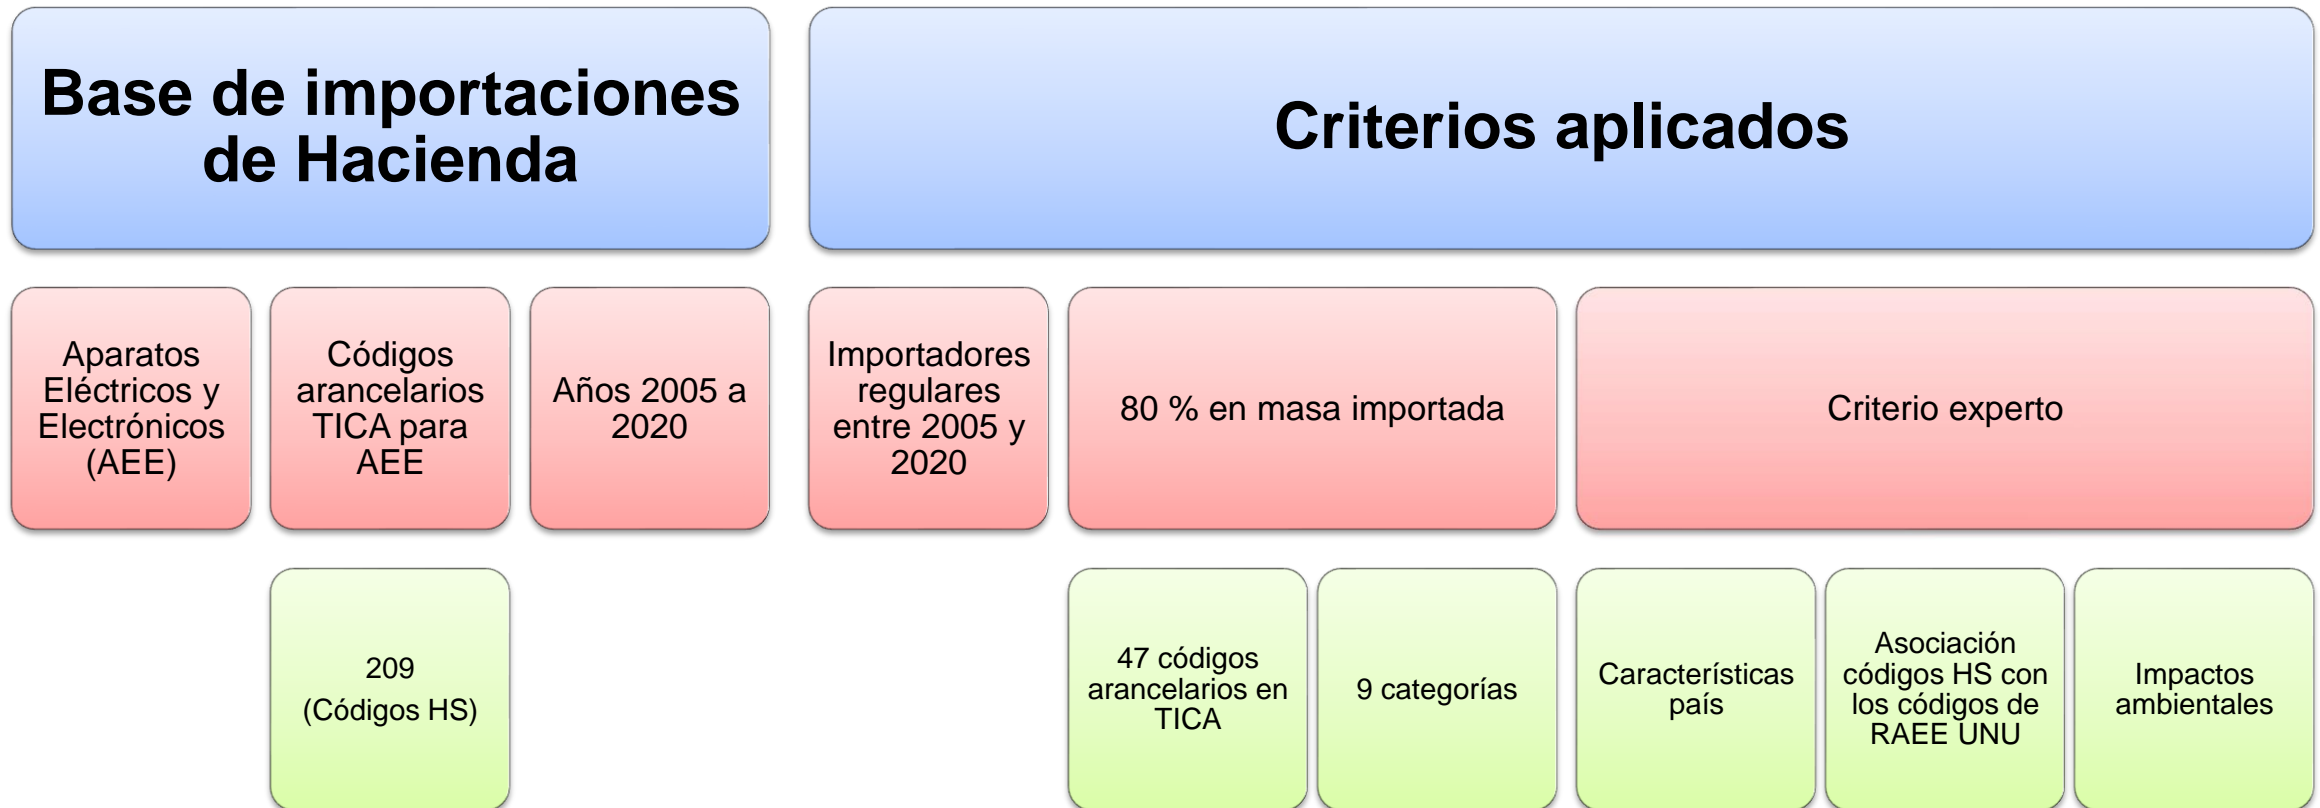 Base de importaciones
de Hacienda
Criterios aplicados
Aparatos
Eléctricos y
Electrónicos
(AEE)
Códigos
arancelarios
TICA para
AEE
Años 2005 a
2020
Importadores
regulares
entre 2005 y
2020
80 % en masa importada
Criterio experto
209
(Códigos HS)
47 códigos
arancelarios en
TICA
9 categorías
Características
país
Asociación
códigos HS con
los códigos de
RAEE UNU
Impactos
ambientales